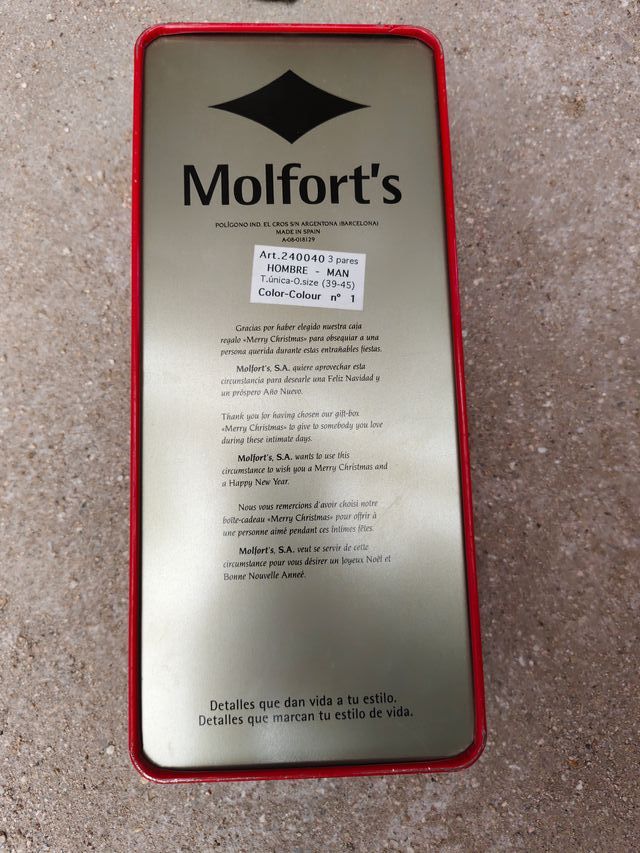 Molfort's
POLÍGONO IND. EL CROS S/N ARGENTONA (BARCELONA)
MADE IN SPAIN
A-08-018129
Art.240040 3 pares
HOMBRE - MAN
T.única-O.size (39-45)
Color-Colour nº 1
Gracias por haber elegido nuestra caja
regalo «Merry Christmas» para obsequiar a una
persona querida durante estas entrañables fiestas.
Molfort's, S.A. quiere aprovechar esta
circunstancia para desearle una Feliz Navidad y
un próspero Año Nuevo.
Thank you for having chosen our gift-box
«Merry Christmas» to give to somebody you love
during these intimate days.
Molfort's, S.A. wants to use this
circumstance to wish you a Merry Christmas and
a Happy New Year.
Nous vous remercions d'avoir choisi notre
boîte-cadeau «Merry Christmas» pour offrir à
une personne aimé pendant ces intimes fêtes.
Molfort's, S.A. veut se servir de cette
circonstance pour vous désirer un Joyeux Noël et
Bonne Nouvelle Anneé.
Detalles que dan vida a tu estilo.
Detalles que marcan tu estilo de vida.